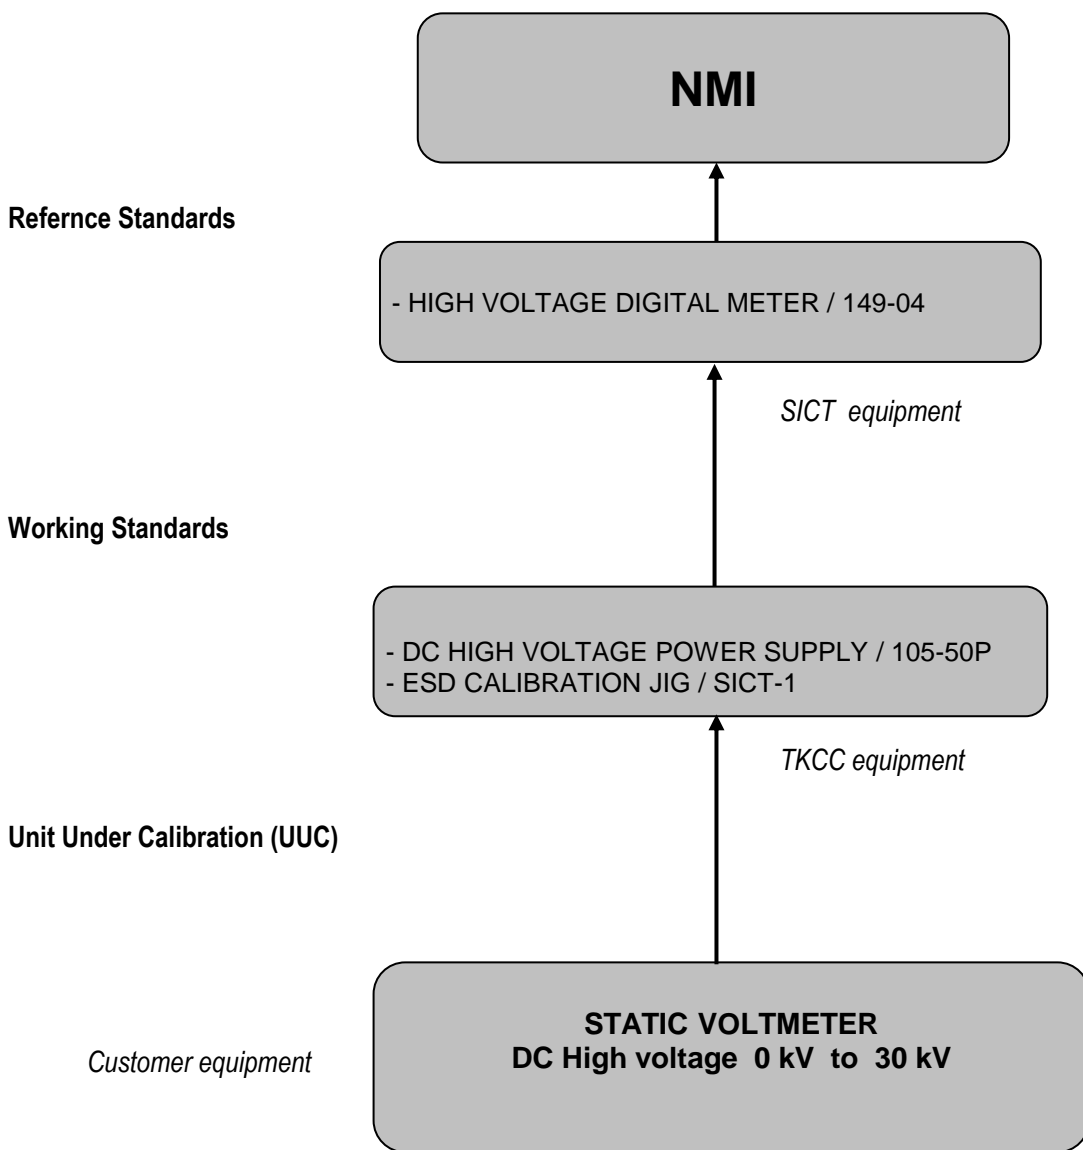 NMI
Refernce Standards
- HIGH VOLTAGE DIGITAL METER / 149-04
SICT equipment
Working Standards
- DC HIGH VOLTAGE POWER SUPPLY / 105-50P
- ESD CALIBRATION JIG / SICT-1
TKCC equipment
Unit Under Calibration (UUC)
STATIC VOLTMETER
DC High voltage 0 kV to 30 kV
Customer equipment